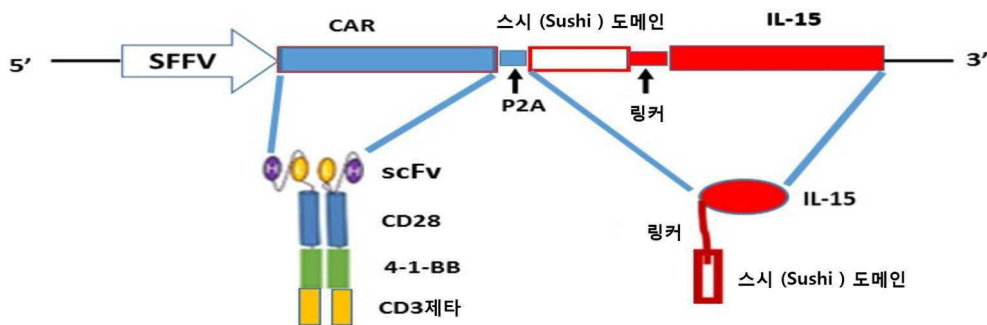 CAR
스시 (Sushi ) 도메인
IL-15
5’
SFFV
3’
P2A
링커
scFv
CD28
4-1-BB
CD3제타
H
H
IL-15
링커
스시 (Sushi ) 도메인